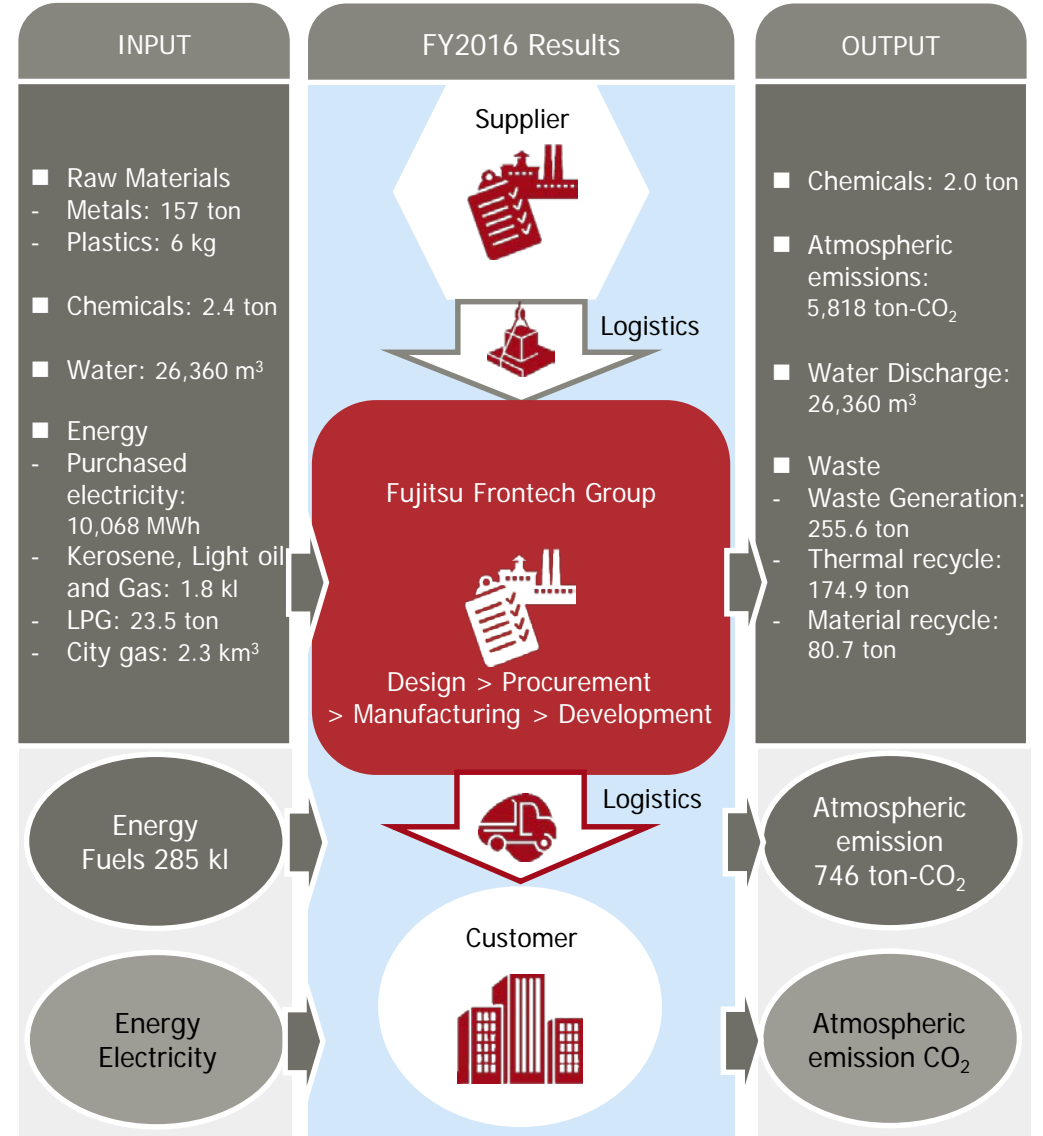 INPUT
■ Raw Materials
- Metals: 157 ton
- Plastics: 6 kg
■ Chemicals: 2.4 ton
■ Water: 26,360 m³
■ Energy
- Purchased
electricity:
10,068 MWh
- Kerosene, Light oil
and Gas: 1.8 kl
- LPG: 23.5 ton
- City gas: 2.3 km³
Energy
Fuels 285 kl
Energy
Electricity
FY2016 Results
Supplier
Logistics
Fujitsu Frontech Group
Design > Procurement
> Manufacturing > Development
Logistics
Customer
OUTPUT
■ Chemicals: 2.0 ton
■ Atmospheric
emissions:
5,818 ton-CO₂
■ Water Discharge:
26,360 m³
■ Waste
- Waste Generation:
255.6 ton
- Thermal recycle:
174.9 ton
- Material recycle:
80.7 ton
Atmospheric
emission
746 ton-CO₂
Atmospheric
emission CO₂